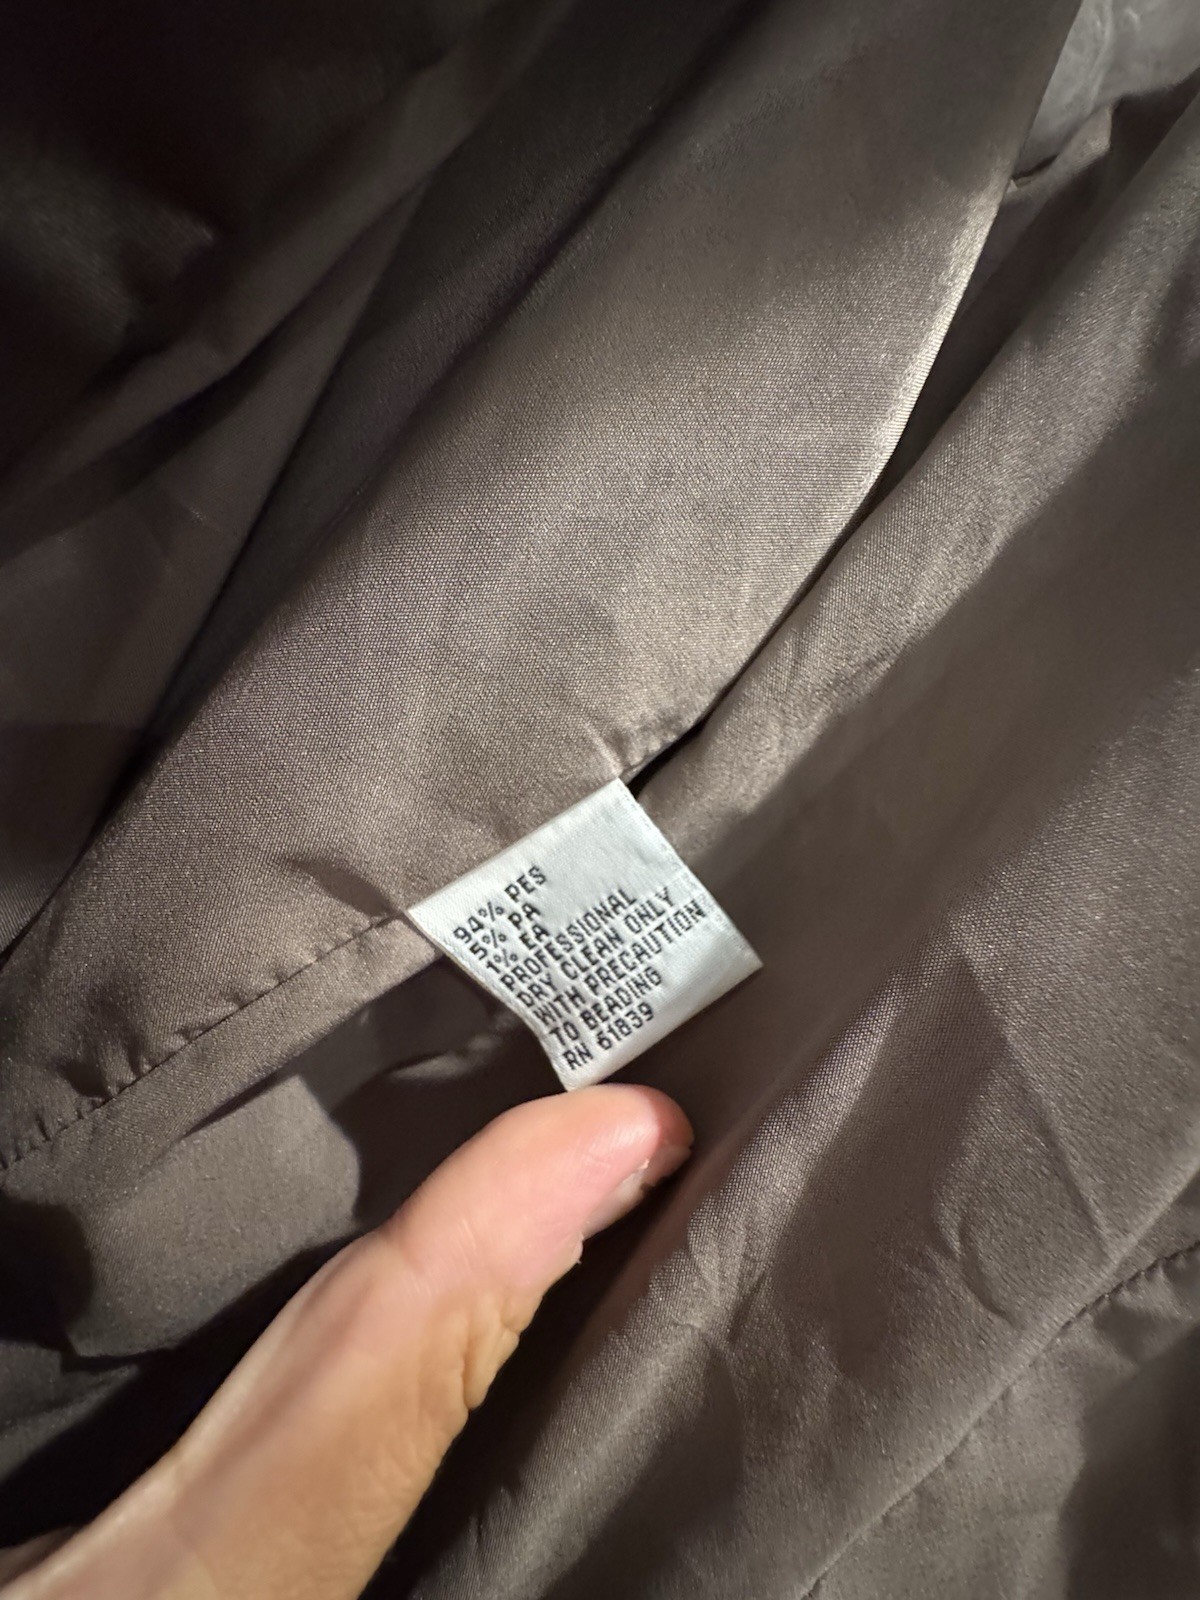 94% PES
5% PA
1% EA
PROFESSIONAL
DRY CLEAN ONLY
WITH PRECAUTION
TO BEADING
RN 61839